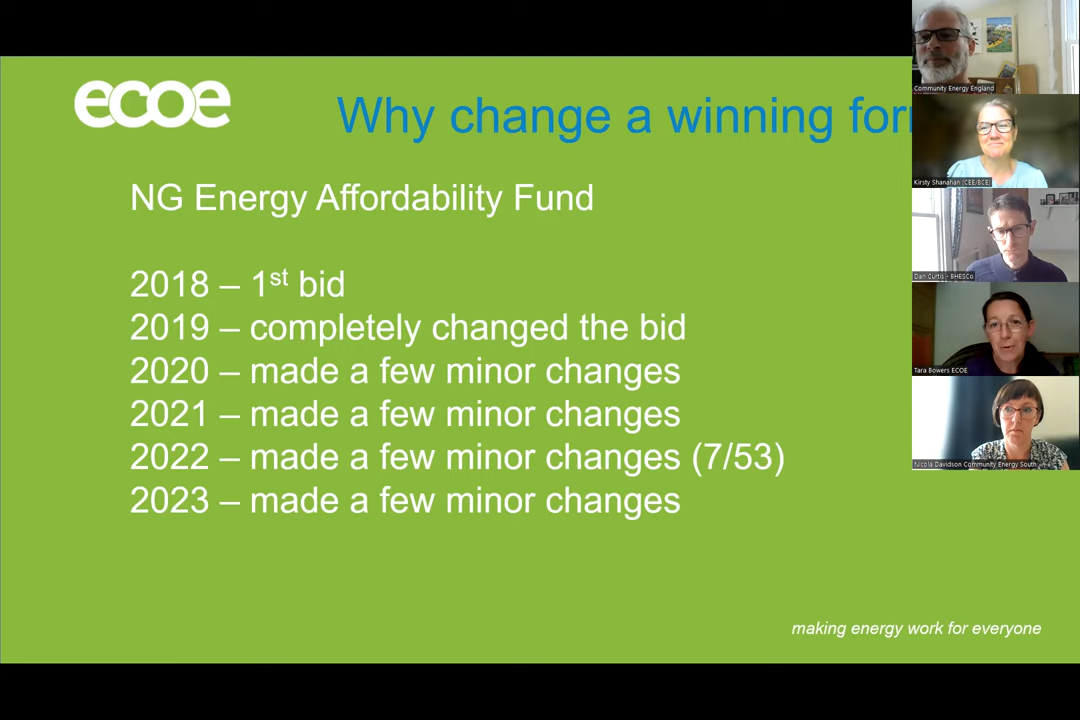 ecoe
Why change a winning for
NG Energy Affordability Fund
2018 – 1st bid
2019 – completely changed the bid
2020 – made a few minor changes
2021 – made a few minor changes
2022 – made a few minor changes (7/53)
2023 – made a few minor changes
making energy work for everyone
Community Energy England
Kirsty Shanahan (CEE/BCE)
Dan Curtis - BHESCo
Tara Bowers ECOE
Nicola Davidson Community Energy South